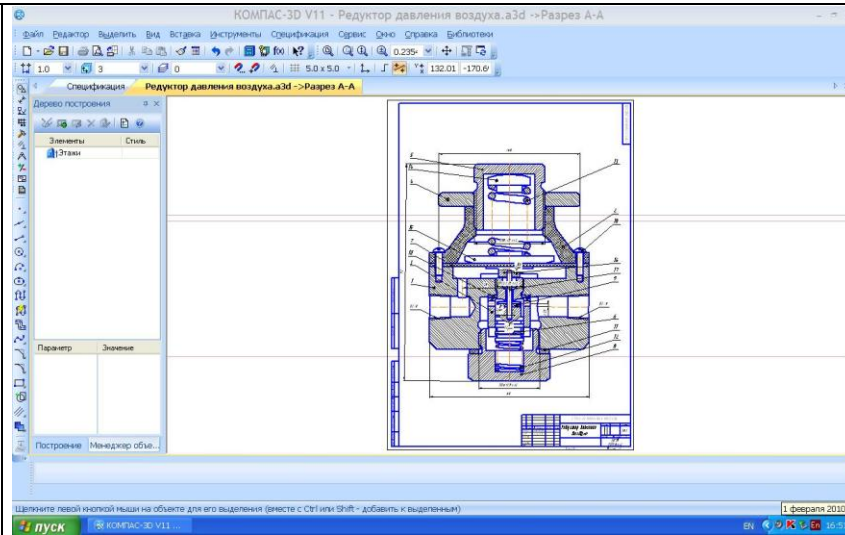 КОМПАС-3D V11 - Редуктор давления воздуха.a3d ->Разрез А-А
Файл Редактор Выделить Вид Вставка Инструменты Спецификация Сервис Окно Справка Библиотеки
0.235
1.0 3 0 5.0 x 5.0 132.01 -170.6
Спецификация Редуктор давления воздуха.a3d ->Разрез А-А
Дерево построения
Элементы Стиль
Этажи
Параметр Значение
Построение Менеджер объе...
Щелкните левой кнопкой мыши на объекте для его выделения (вместе с Ctrl или Shift - добавить к выделенным)
1 февраля 2010
пуск КОМПАС-3D V11 ... EN